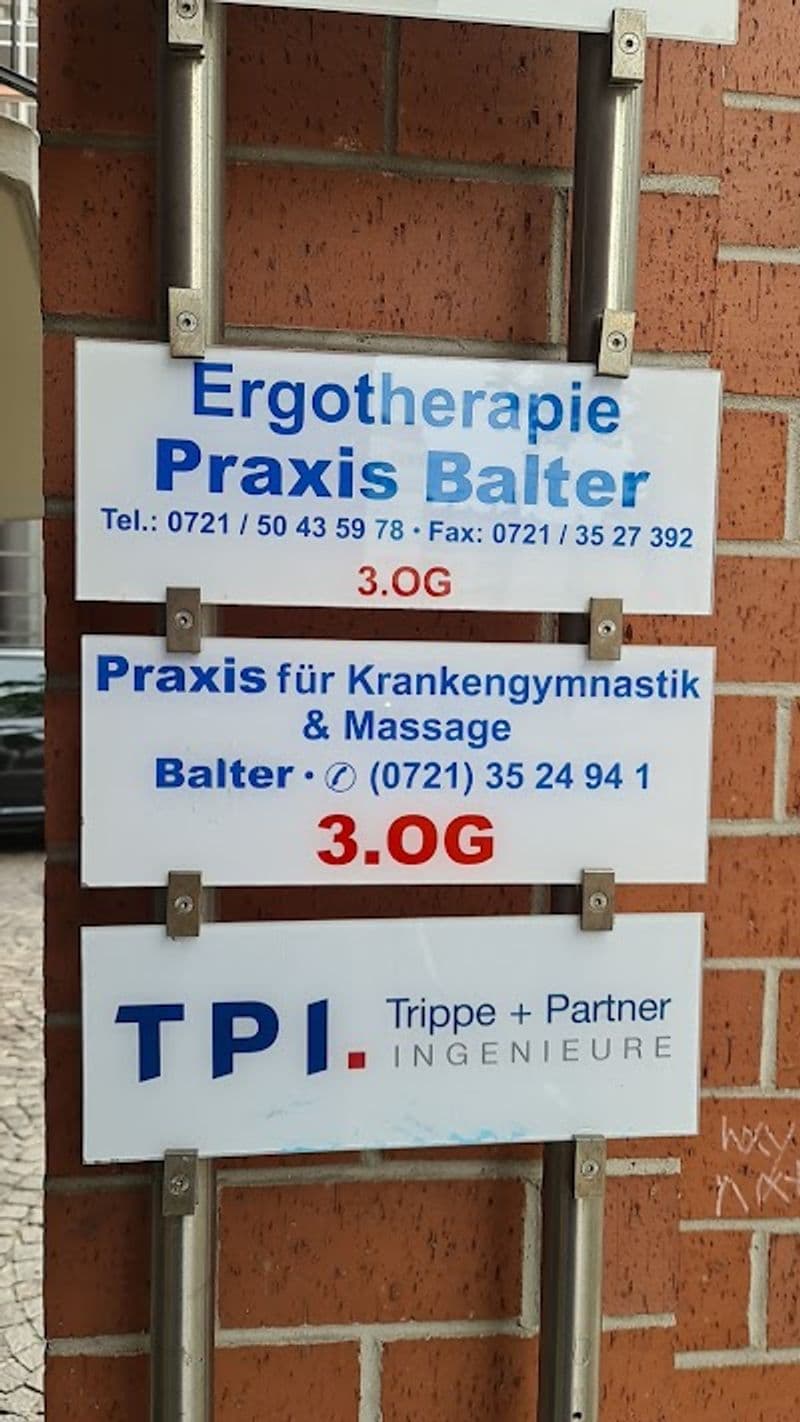 Ergotherapie
Praxis Balter
Tel.: 0721 / 50 43 59 78 · Fax: 0721 / 35 27 392
3.OG
Praxis für Krankengymnastik
& Massage
Balter · ✆ (0721) 35 24 94 1
3.OG
TPI.
Trippe + Partner
INGENIEURE